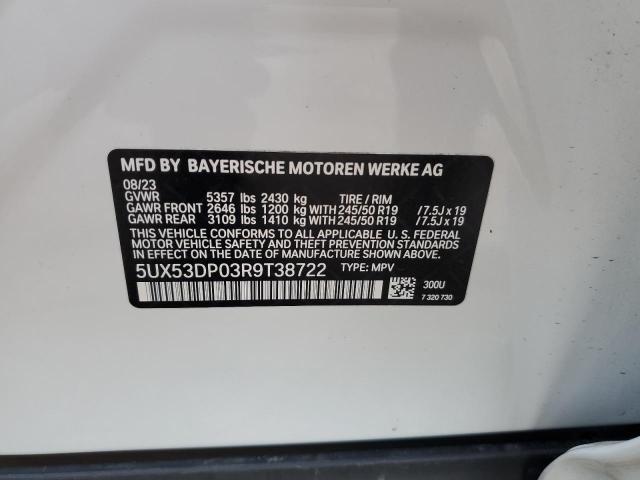 MFD BY BAYERISCHE MOTOREN WERKE AG
08/23
GVWR 5357 lbs 2430 kg TIRE / RIM
GAWR FRONT 2646 lbs 1200 kg WITH 245/50 R19 /7.5J x 19
GAWR REAR 3109 lbs 1410 kg WITH 245/50 R19 /7.5J x 19
THIS VEHICLE CONFORMS TO ALL APPLICABLE U. S. FEDERAL
MOTOR VEHICLE SAFETY, AND THEFT PREVENTION STANDARDS
IN EFFECT ON THE DATE OF MANUFACTURE SHOWN ABOVE.
5UX53DP03R9T38722 TYPE: MPV
300U
7 320 730